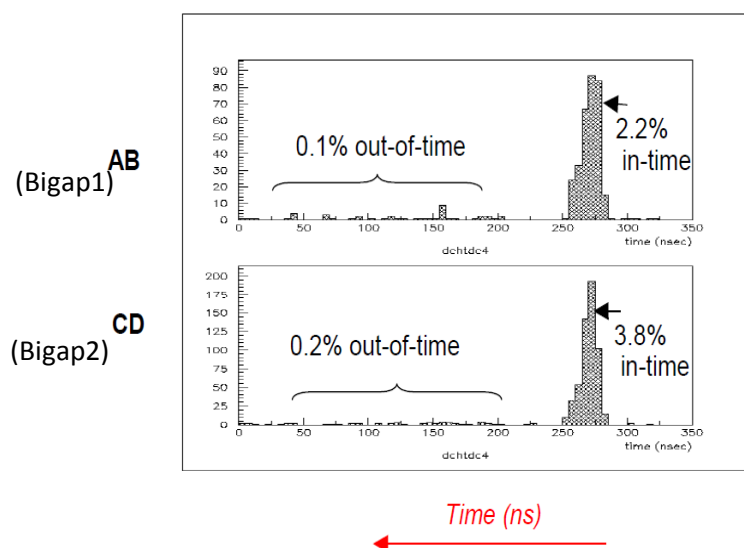 90
80
70
60
50
40
30
20
10
0
0.1% out-of-time
2.2%
in-time
AB
(Bigap1)
0 50 100 150 200 250 300 350
time (nsec)
dchtdc4
200
175
150
125
100
75
50
25
0
0.2% out-of-time
3.8%
in-time
CD
(Bigap2)
0 50 100 150 200 250 300 350
time (nsec)
dchtdc4
Time (ns)